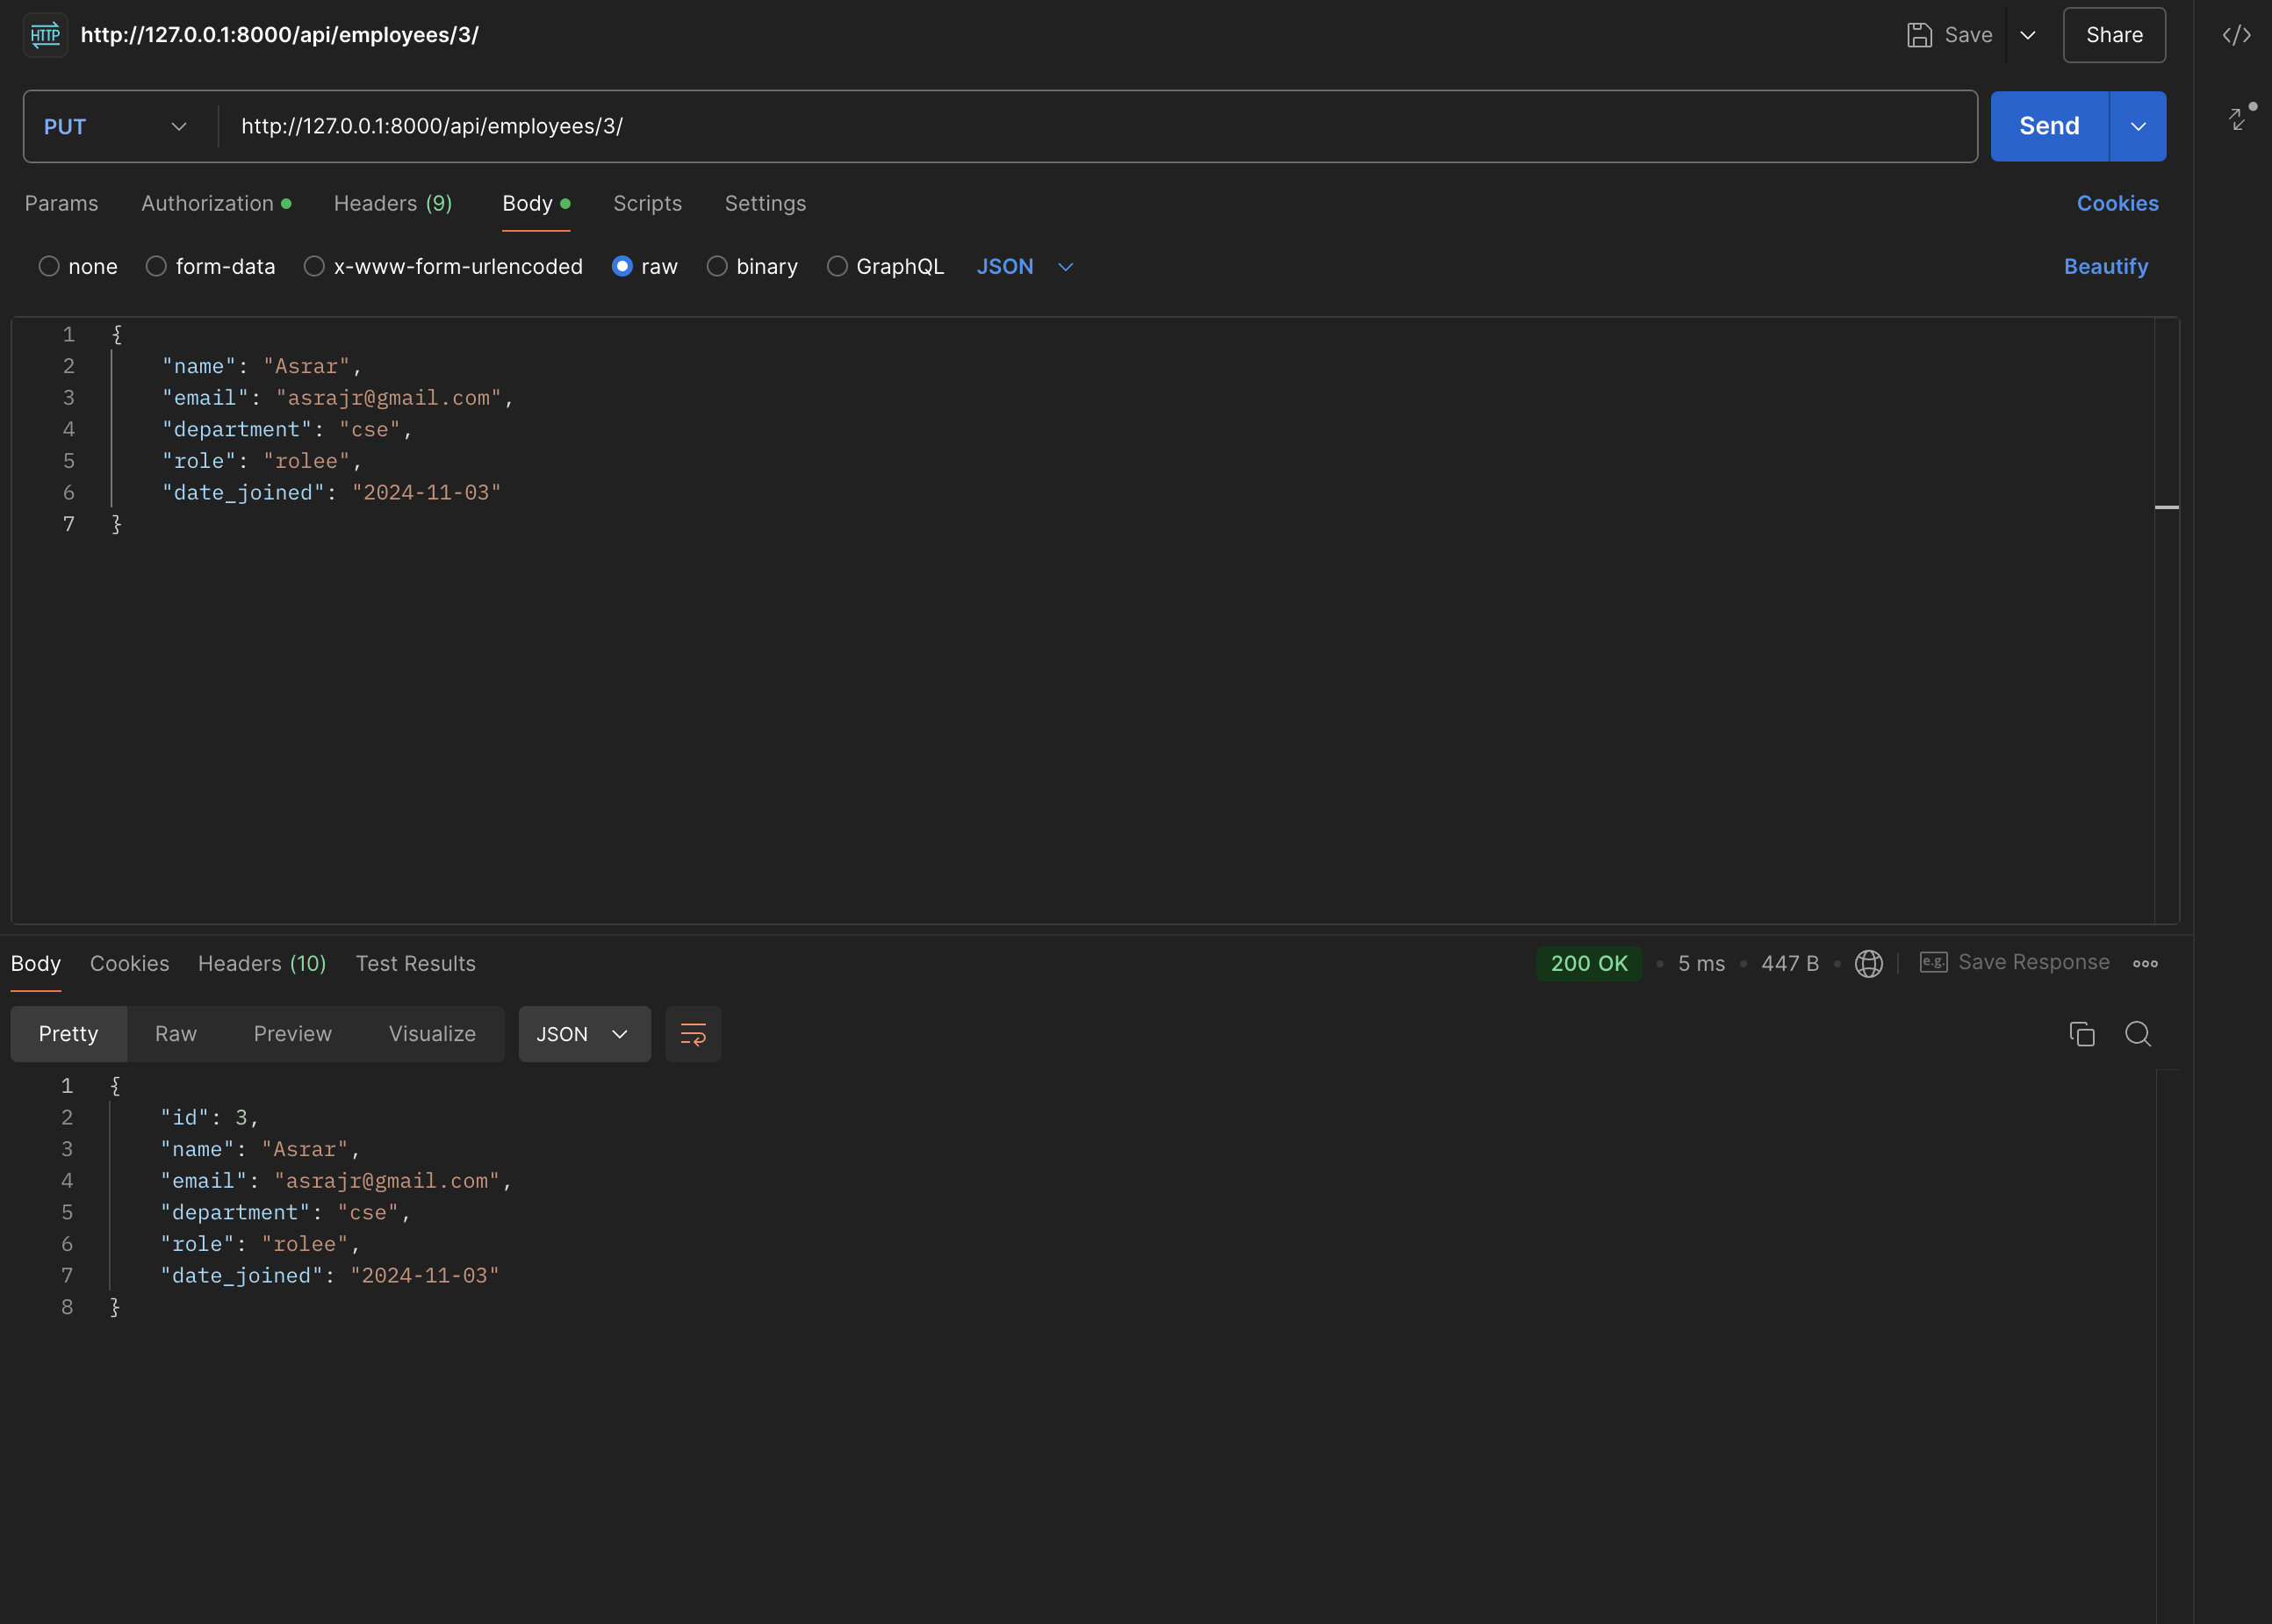 HTTP http://127.0.0.1:8000/api/employees/3/ Save Share
PUT http://127.0.0.1:8000/api/employees/3/ Send
Params Authorization Headers (9) Body Scripts Settings Cookies
none form-data x-www-form-urlencoded raw binary GraphQL JSON Beautify
1 {
2 "name": "Asrar",
3 "email": "asrajr@gmail.com",
4 "department": "cse",
5 "role": "rolee",
6 "date_joined": "2024-11-03"
7 }
Body Cookies Headers (10) Test Results 200 OK • 5 ms • 447 B • e.g. Save Response
Pretty Raw Preview Visualize JSON
1 {
2 "id": 3,
3 "name": "Asrar",
4 "email": "asrajr@gmail.com",
5 "department": "cse",
6 "role": "rolee",
7 "date_joined": "2024-11-03"
8 }